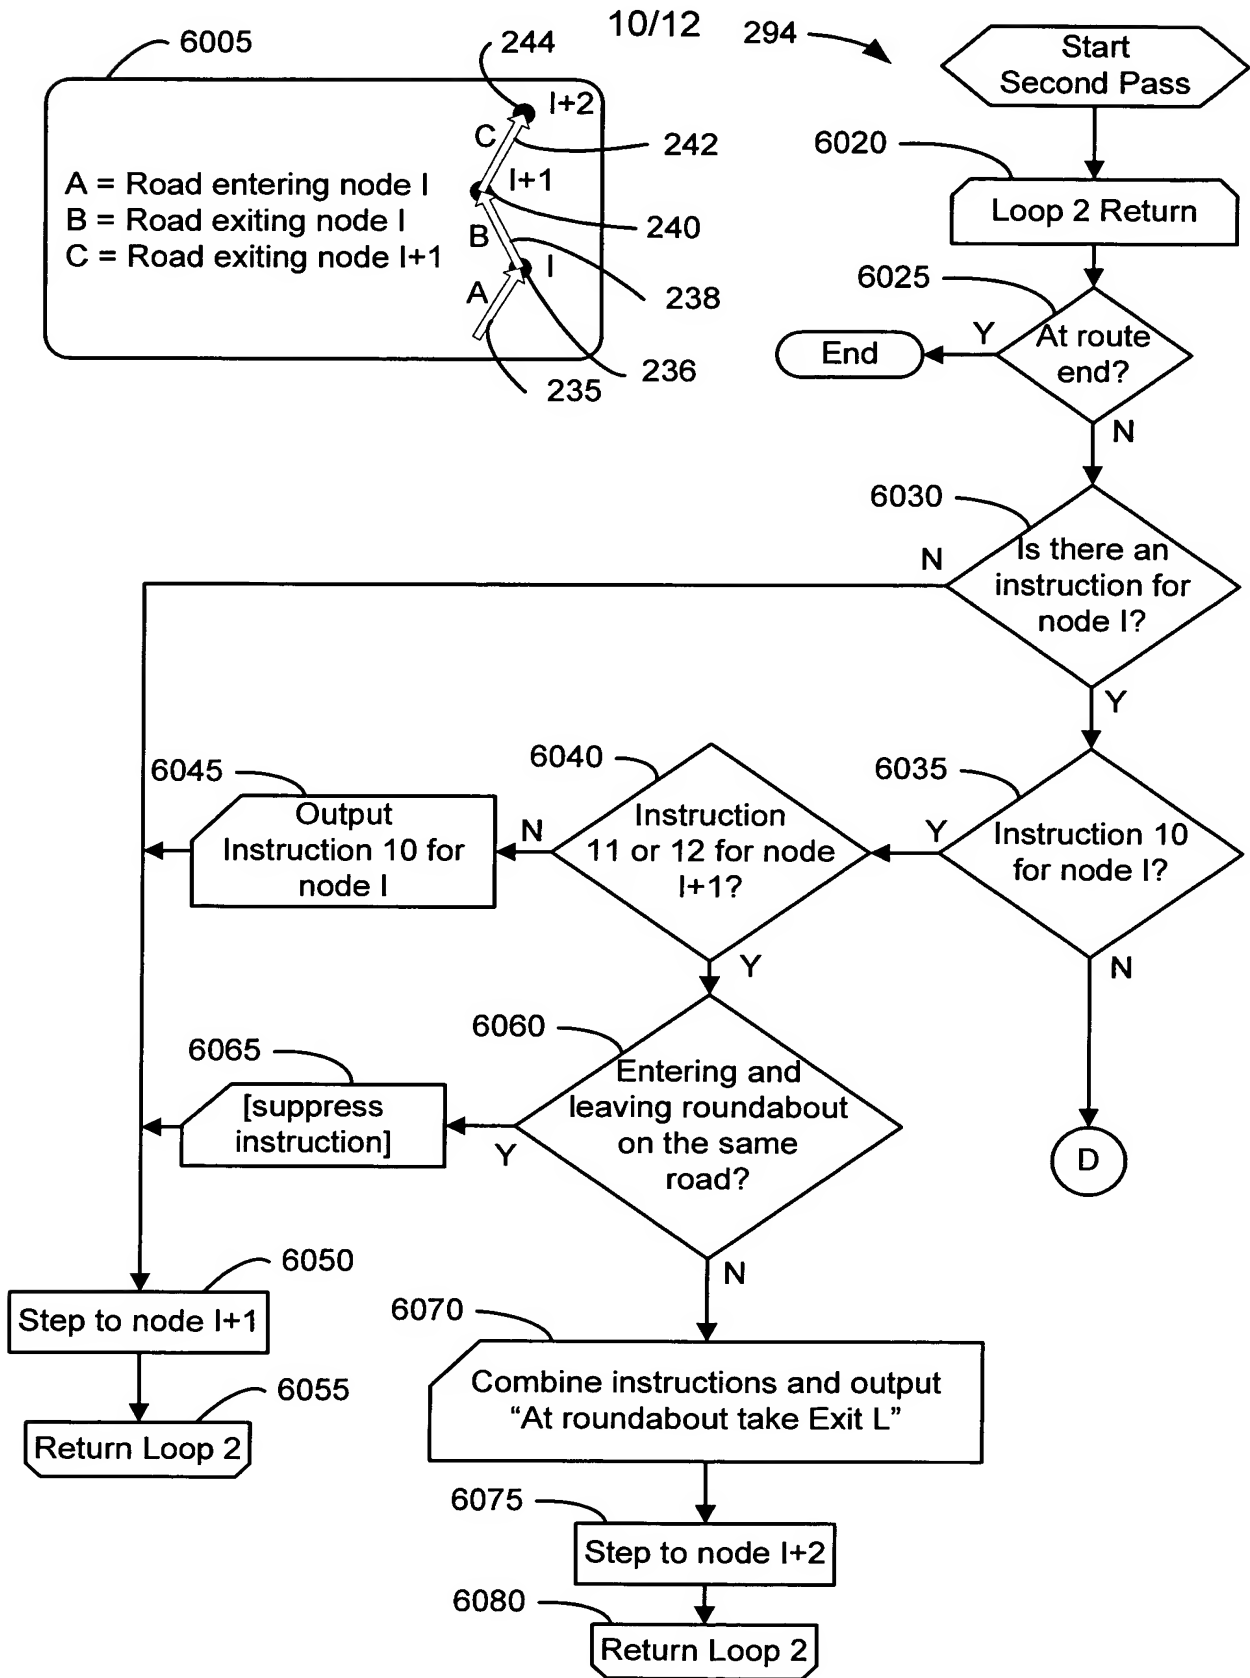 10/12
294
Start
Second Pass
6005
244
I+2
C
242
A = Road entering node I
B = Road exiting node I
C = Road exiting node I+1
I+1
240
B
I
238
A
236
235
6020
Loop 2 Return
6025
At route
end?
Y
End
N
6030
Is there an
instruction for
node I?
N
Y
6035
Instruction 10
for node I?
Y
N
D
6040
Instruction
11 or 12 for node
I+1?
N
Y
6045
Output
Instruction 10 for
node I
6060
Entering and
leaving roundabout
on the same
road?
Y
N
6065
[suppress
instruction]
6050
Step to node I+1
6055
Return Loop 2
6070
Combine instructions and output
“At roundabout take Exit L”
6075
Step to node I+2
6080
Return Loop 2